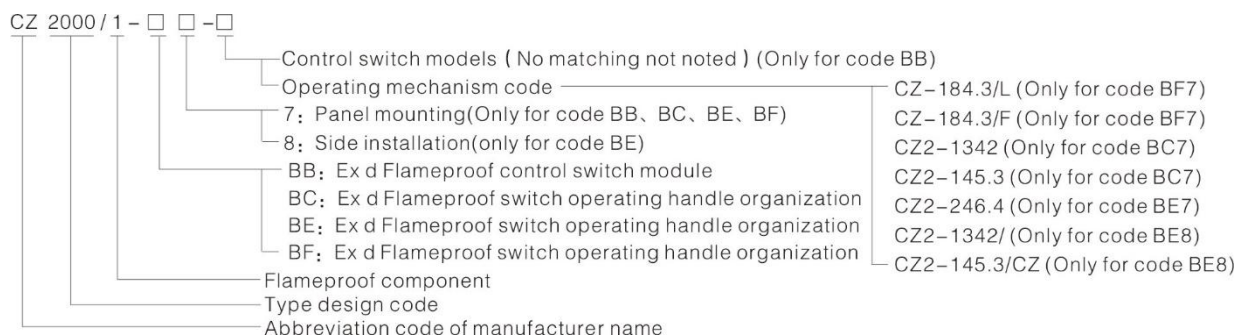 CZ 2000/1-□ □-□
Control switch models ( No matching not noted ) (Only for code BB)
Operating mechanism code
CZ-184.3/L (Only for code BF7)
CZ-184.3/F (Only for code BF7)
CZ2-1342 (Only for code BC7)
CZ2-145.3 (Only for code BC7)
CZ2-246.4 (Only for code BE7)
CZ2-1342/ (Only for code BE8)
CZ2-145.3/CZ (Only for code BE8)
7: Panel mounting(Only for code BB、BC、BE、BF)
8: Side installation(only for code BE)
BB: Ex d Flameproof control switch module
BC: Ex d Flameproof switch operating handle organization
BE: Ex d Flameproof switch operating handle organization
BF: Ex d Flameproof switch operating handle organization
Flameproof component
Type design code
Abbreviation code of manufacturer name